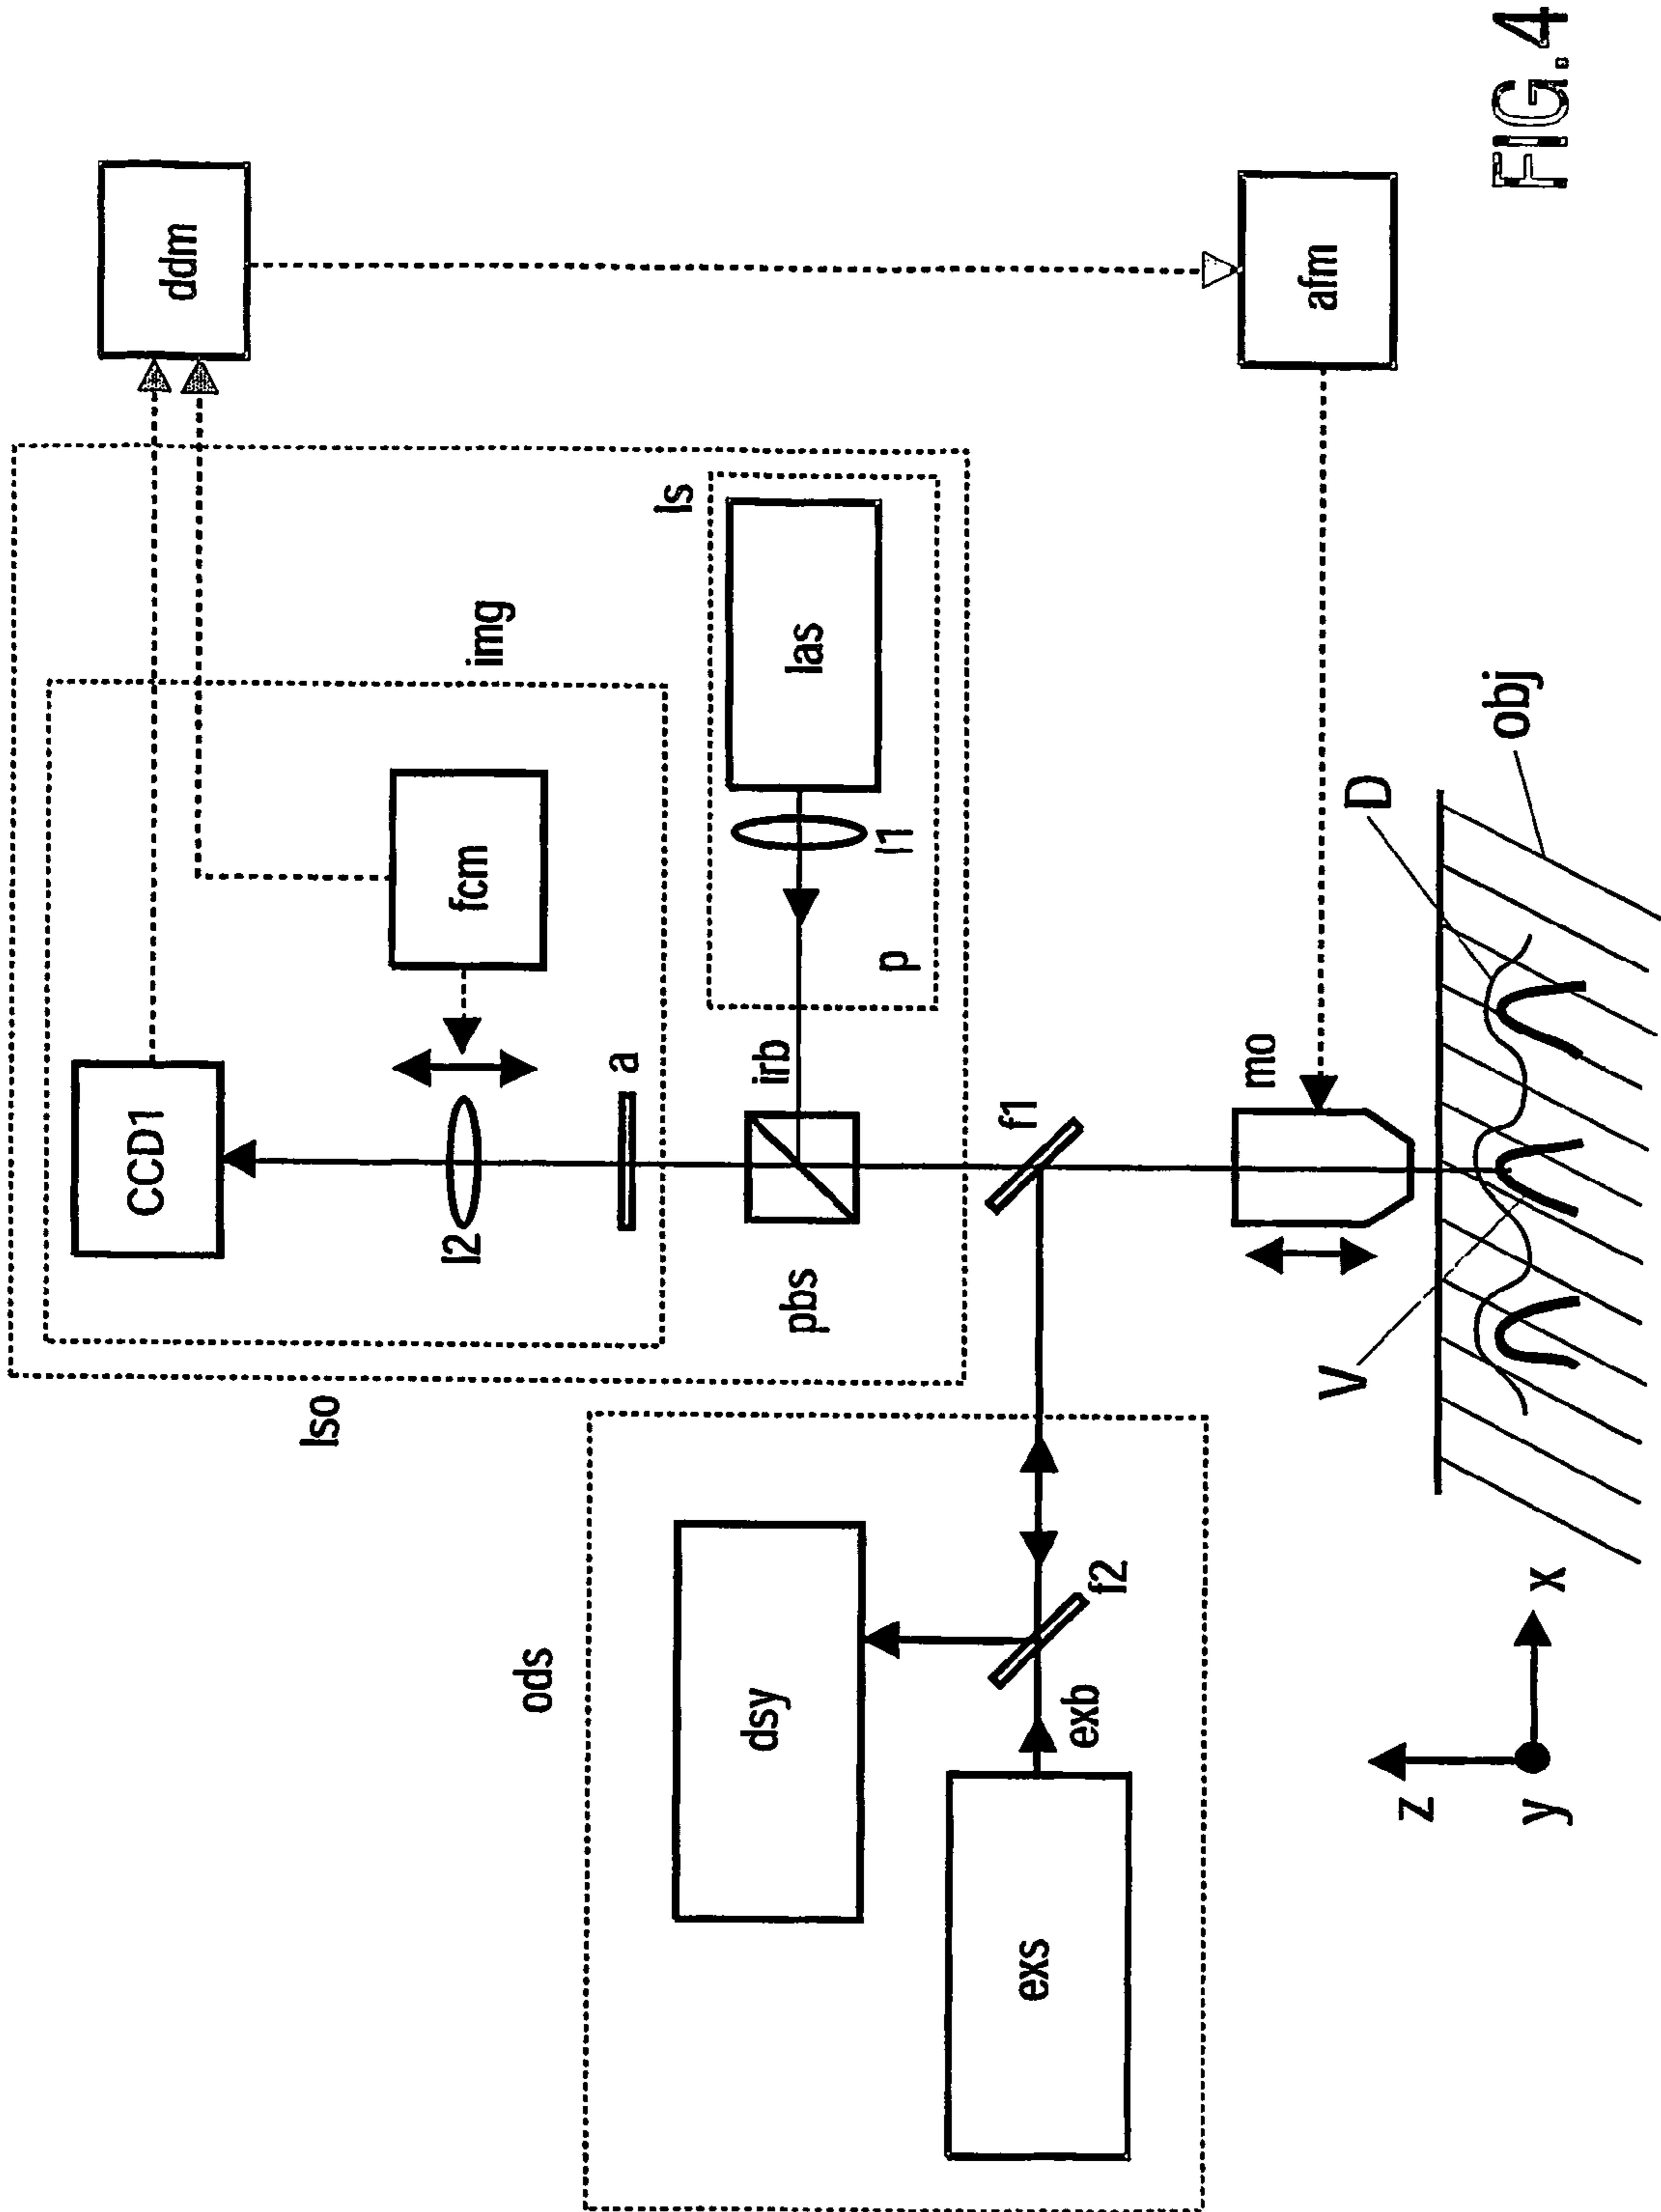 ddm
CCD1
fcm
img
l2
a
ls
las
l1
p
irb
pbs
lso
f1
afm
mo
ods
dsy
exs
exb
f2
D
obj
V
z
y
x
FIG.4